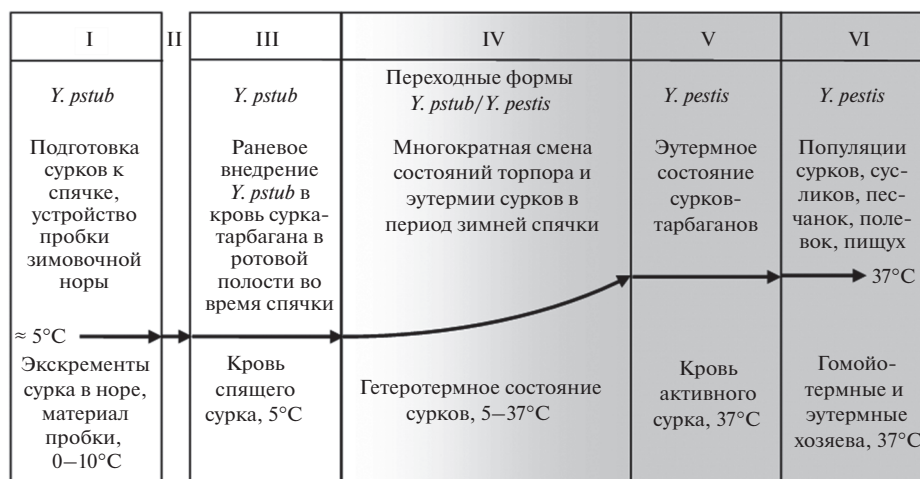 I
II
III
IV
V
VI
Y. pstub
Подготовка
сурков к
спячке,
устройство
пробки
зимовочной
норы
≈ 5°C
Экскременты
сурка в норе,
материал
пробки,
0–10°C
Y. pstub
Раневое
внедрение
Y. pstub в
кровь сурка-
тарбагана в
ротовой
полости во
время спячки
Кровь
спящего
сурка, 5°C
Переходные формы
Y. pstub/Y. pestis
Многократная смена
состояний торпора и
эутермии сурков в
период зимней спячки
Гетеротермное состояние
сурков, 5–37°C
Y. pestis
Эутермное
состояние
сурков-
тарбаганов
Кровь
активного
сурка, 37°C
Y. pestis
Популяции
сурков, сус-
ликов, пес-
чанок, поле-
вок, пищух
37°C
Гомойо-
термные и
эутермные
хозяева, 37°C